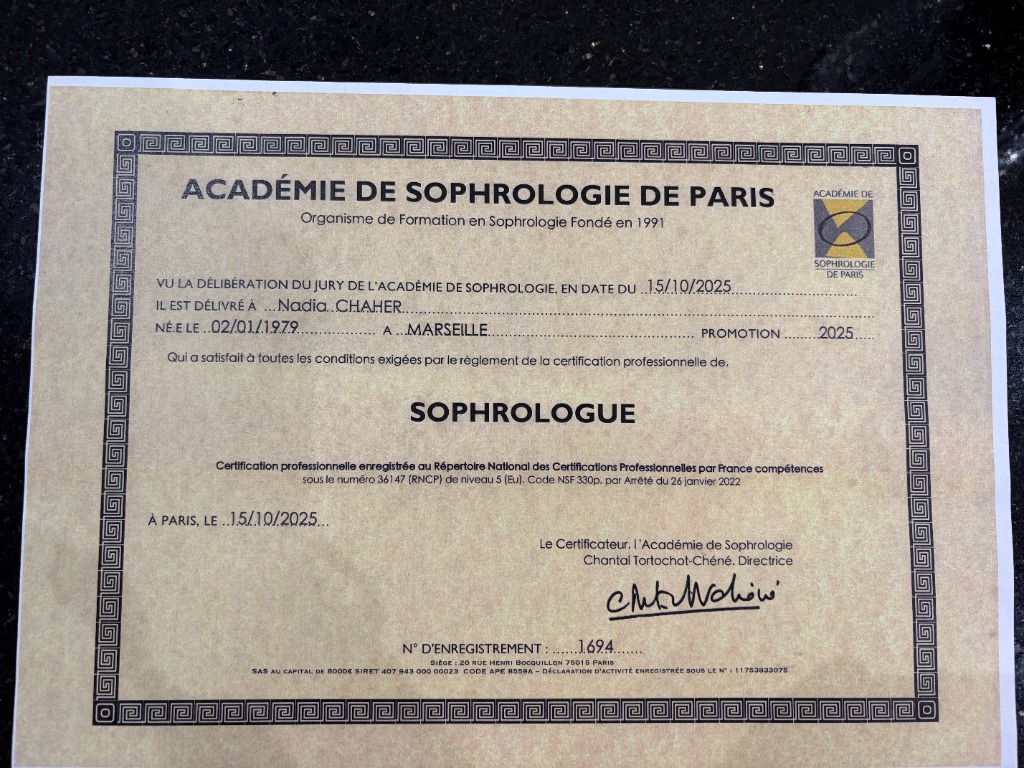 ACADÉMIE DE SOPHROLOGIE DE PARIS
Organisme de Formation en Sophrologie Fondé en 1991
ACADÉMIE DE
SOPHROLOGIE
DE PARIS
VU LA DÉLIBÉRATION DU JURY DE L'ACADÉMIE DE SOPHROLOGIE, EN DATE DU ..15/10/2025
IL EST DÉLIVRÉ À ...Nadia CHAHER
NÉ.E LE ..02/01/1979 A ...MARSEILLE PROMOTION 2025
Qui a satisfait à toutes les conditions exigées par le règlement de la certification professionnelle de.
SOPHROLOGUE
Certification professionnelle enregistrée au Répertoire National des Certifications Professionnelles par France compétences
sous le numéro 36147 (RNCP) de niveau 5 (Eu). Code NSF 330p. par Arrêté du 26 janvier 2022
À PARIS, LE ..15/10/2025...
Le Certificateur, l'Académie de Sophrologie
Chantal Tortochot-Chéné, Directrice
N° D'ENREGISTREMENT : ......1694.......
SIÈGE : 20 RUE HENRI BOCQUILLON 75015 PARIS
SAS AU CAPITAL DE 8000€ SIRET 407 943 000 00023 CODE APE 8559A – DÉCLARATION D'ACTIVITÉ ENREGISTRÉE SOUS LE N° : 11753833075